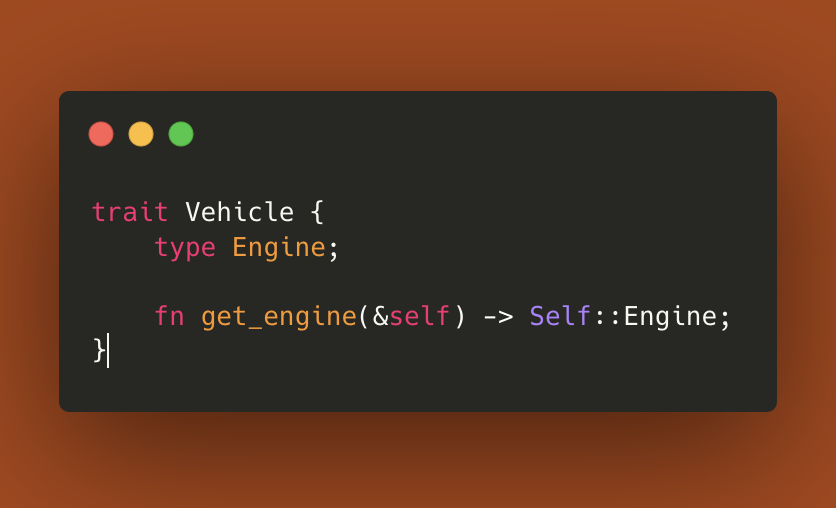 trait Vehicle {
    type Engine;

    fn get_engine(&self) -> Self::Engine;
}